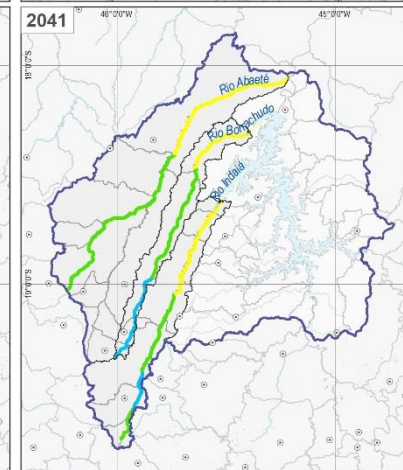 2041
46°0'0"W
45°0'0"W
18°0'0"S
Rio Abaeté
Rio Borrachudo
Rio Indaiá
19°0'0"S